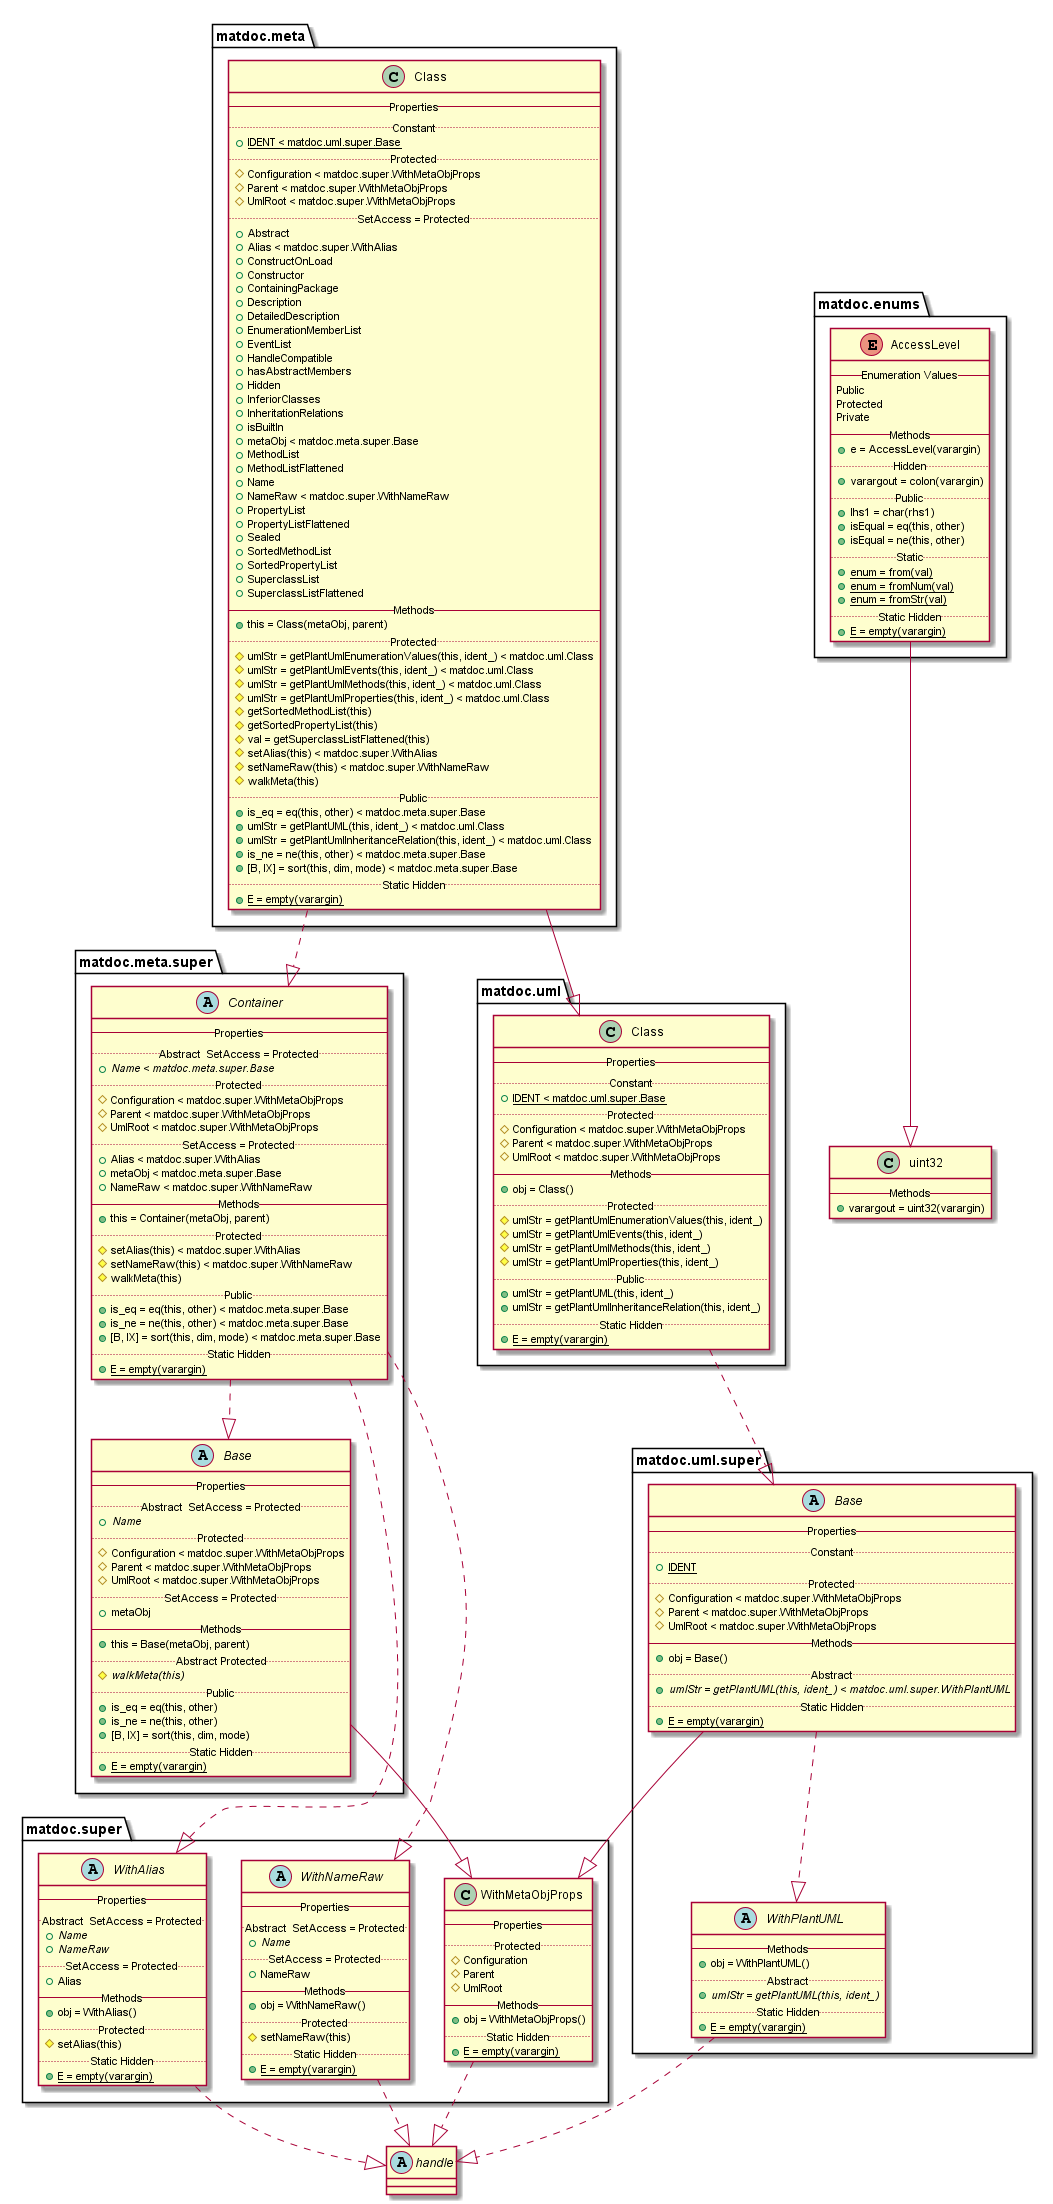 matdoc.meta
Class
Properties
Constant
IDENT < matdoc.uml.super.Base
Protected
Configuration < matdoc.super.WithMetaObjProps
Parent < matdoc.super.WithMetaObjProps
UmlRoot < matdoc.super.WithMetaObjProps
SetAccess = Protected
Abstract
Alias < matdoc.super.WithAlias
ConstructOnLoad
Constructor
ContainingPackage
Description
DetailedDescription
EnumerationMemberList
EventList
HandleCompatible
hasAbstractMembers
Hidden
InferiorClasses
InheritationRelations
isBuiltIn
metaObj < matdoc.meta.super.Base
MethodList
MethodListFlattened
Name
NameRaw < matdoc.super.WithNameRaw
PropertyList
PropertyListFlattened
Sealed
SortedMethodList
SortedPropertyList
SuperclassList
SuperclassListFlattened
Methods
this = Class(metaObj, parent)
Protected
umlStr = getPlantUmlEnumerationValues(this, ident_) < matdoc.uml.Class
umlStr = getPlantUmlEvents(this, ident_) < matdoc.uml.Class
umlStr = getPlantUmlMethods(this, ident_) < matdoc.uml.Class
umlStr = getPlantUmlProperties(this, ident_) < matdoc.uml.Class
getSortedMethodList(this)
getSortedPropertyList(this)
val = getSuperclassListFlattened(this)
setAlias(this) < matdoc.super.WithAlias
setNameRaw(this) < matdoc.super.WithNameRaw
walkMeta(this)
Public
is_eq = eq(this, other) < matdoc.meta.super.Base
umlStr = getPlantUML(this, ident_) < matdoc.uml.Class
umlStr = getPlantUmlInheritanceRelation(this, ident_) < matdoc.uml.Class
is_ne = ne(this, other) < matdoc.meta.super.Base
[B, IX] = sort(this, dim, mode) < matdoc.meta.super.Base
Static Hidden
E = empty(varargin)
matdoc.enums
AccessLevel
Enumeration Values
Public
Protected
Private
Methods
e = AccessLevel(varargin)
Hidden
varargout = colon(varargin)
Public
lhs1 = char(rhs1)
isEqual = eq(this, other)
isEqual = ne(this, other)
Static
enum = from(val)
enum = fromNum(val)
enum = fromStr(val)
Static Hidden
E = empty(varargin)
matdoc.meta.super
Container
Properties
Abstract SetAccess = Protected
Name < matdoc.meta.super.Base
Protected
Configuration < matdoc.super.WithMetaObjProps
Parent < matdoc.super.WithMetaObjProps
UmlRoot < matdoc.super.WithMetaObjProps
SetAccess = Protected
Alias < matdoc.super.WithAlias
metaObj < matdoc.meta.super.Base
NameRaw < matdoc.super.WithNameRaw
Methods
this = Container(metaObj, parent)
Protected
setAlias(this) < matdoc.super.WithAlias
setNameRaw(this) < matdoc.super.WithNameRaw
walkMeta(this)
Public
is_eq = eq(this, other) < matdoc.meta.super.Base
is_ne = ne(this, other) < matdoc.meta.super.Base
[B, IX] = sort(this, dim, mode) < matdoc.meta.super.Base
Static Hidden
E = empty(varargin)
matdoc.uml
Class
Properties
Constant
IDENT < matdoc.uml.super.Base
Protected
Configuration < matdoc.super.WithMetaObjProps
Parent < matdoc.super.WithMetaObjProps
UmlRoot < matdoc.super.WithMetaObjProps
Methods
obj = Class()
Protected
umlStr = getPlantUmlEnumerationValues(this, ident_)
umlStr = getPlantUmlEvents(this, ident_)
umlStr = getPlantUmlMethods(this, ident_)
umlStr = getPlantUmlProperties(this, ident_)
Public
umlStr = getPlantUML(this, ident_)
umlStr = getPlantUmlInheritanceRelation(this, ident_)
Static Hidden
E = empty(varargin)
uint32
Methods
varargout = uint32(varargin)
Base
Properties
Abstract SetAccess = Protected
Name
Protected
Configuration < matdoc.super.WithMetaObjProps
Parent < matdoc.super.WithMetaObjProps
UmlRoot < matdoc.super.WithMetaObjProps
SetAccess = Protected
metaObj
Methods
this = Base(metaObj, parent)
Abstract Protected
walkMeta(this)
Public
is_eq = eq(this, other)
is_ne = ne(this, other)
[B, IX] = sort(this, dim, mode)
Static Hidden
E = empty(varargin)
matdoc.uml.super
Base
Properties
Constant
IDENT
Protected
Configuration < matdoc.super.WithMetaObjProps
Parent < matdoc.super.WithMetaObjProps
UmlRoot < matdoc.super.WithMetaObjProps
Methods
obj = Base()
Abstract
umlStr = getPlantUML(this, ident_) < matdoc.uml.super.WithPlantUML
Static Hidden
E = empty(varargin)
matdoc.super
WithAlias
Properties
Abstract SetAccess = Protected
Name
NameRaw
SetAccess = Protected
Alias
Methods
obj = WithAlias()
Protected
setAlias(this)
Static Hidden
E = empty(varargin)
WithNameRaw
Properties
Abstract SetAccess = Protected
Name
SetAccess = Protected
NameRaw
Methods
obj = WithNameRaw()
Protected
setNameRaw(this)
Static Hidden
E = empty(varargin)
WithMetaObjProps
Properties
Protected
Configuration
Parent
UmlRoot
Methods
obj = WithMetaObjProps()
Static Hidden
E = empty(varargin)
WithPlantUML
Methods
obj = WithPlantUML()
Abstract
umlStr = getPlantUML(this, ident_)
Static Hidden
E = empty(varargin)
handle